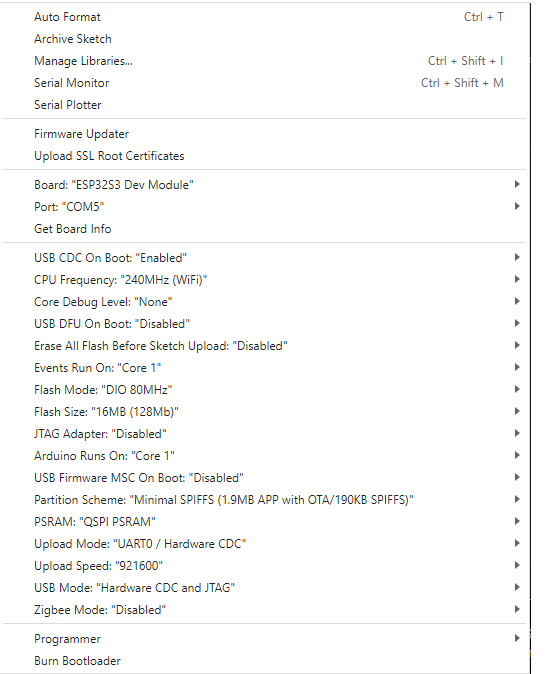 Auto Format Ctrl + T
Archive Sketch
Manage Libraries... Ctrl + Shift + I
Serial Monitor Ctrl + Shift + M
Serial Plotter
Firmware Updater
Upload SSL Root Certificates
Board: "ESP32S3 Dev Module"
Port: "COM5"
Get Board Info
USB CDC On Boot: "Enabled"
CPU Frequency: "240MHz (WiFi)"
Core Debug Level: "None"
USB DFU On Boot: "Disabled"
Erase All Flash Before Sketch Upload: "Disabled"
Events Run On: "Core 1"
Flash Mode: "DIO 80MHz"
Flash Size: "16MB (128Mb)"
JTAG Adapter: "Disabled"
Arduino Runs On: "Core 1"
USB Firmware MSC On Boot: "Disabled"
Partition Scheme: "Minimal SPIFFS (1.9MB APP with OTA/190KB SPIFFS)"
PSRAM: "QSPI PSRAM"
Upload Mode: "UART0 / Hardware CDC"
Upload Speed: "921600"
USB Mode: "Hardware CDC and JTAG"
Zigbee Mode: "Disabled"
Programmer
Burn Bootloader